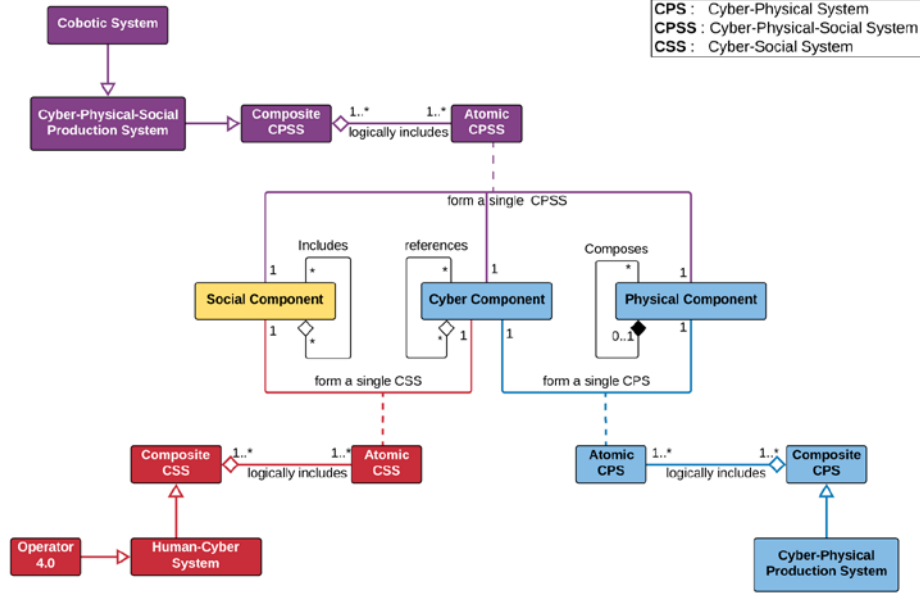 CPS : Cyber-Physical System
CPSS : Cyber-Physical-Social System
CSS : Cyber-Social System
Cobotic System
Cyber-Physical-Social
Production System
Composite
CPSS
1..*
1..*
logically includes
Atomic
CPSS
form a single CPSS
Includes
references
Composes
1
*
*
1
*
1
Social Component
Cyber Component
Physical Component
1
*
*
1
1
0..1
1
form a single CSS
form a single CPS
Composite
CSS
1..*
1..*
logically includes
Atomic
CSS
Atomic
CPS
1..*
1..*
logically includes
Composite
CPS
Operator
4.0
Human-Cyber
System
Cyber-Physical
Production System